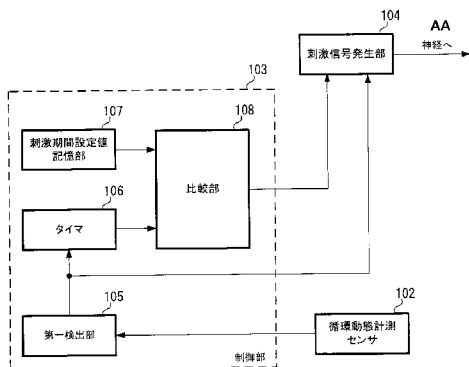 104
AA
刺激信号発生部
神経へ
103
107
108
刺激期間設定値
記憶部
106
比較部
タイマ
105
102
第一検出部
循環動態計測
センサ
制御部